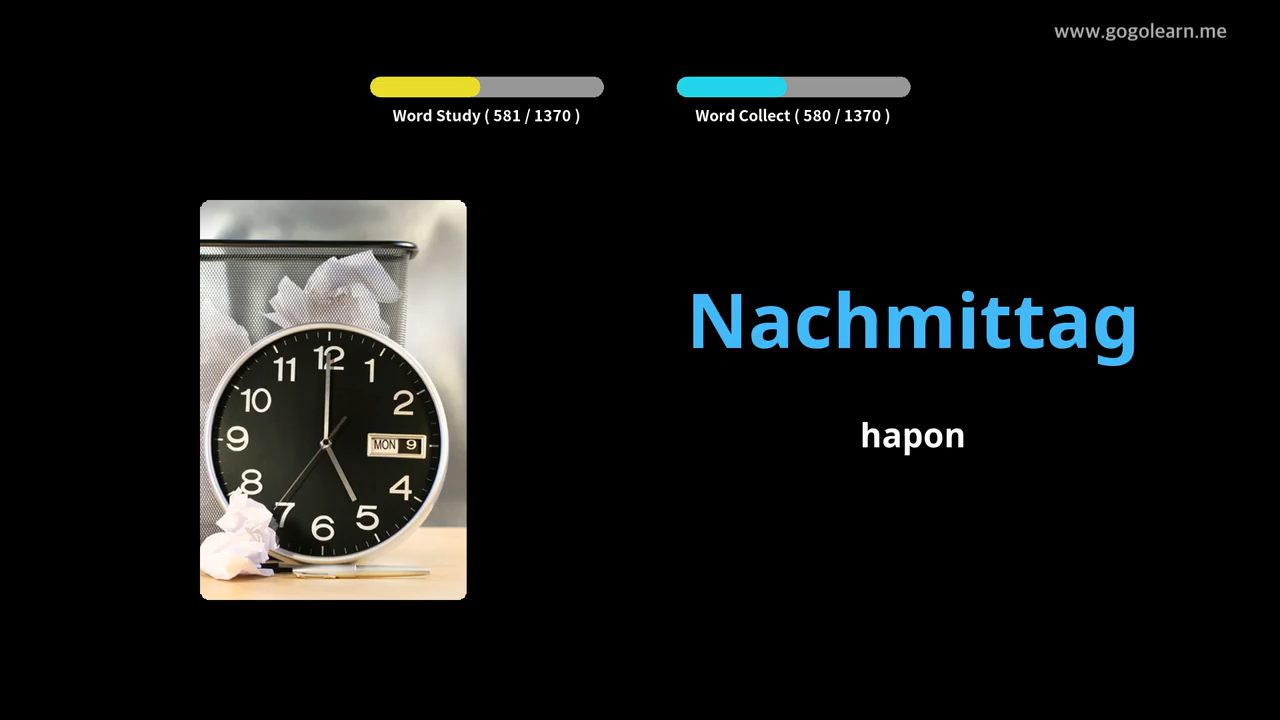 www.gogolearn.me
Word Study ( 581 / 1370 )
Word Collect ( 580 / 1370 )
Nachmittag
hapon
12
11
1
10
2
9
MON 9
8
4
7
5
6